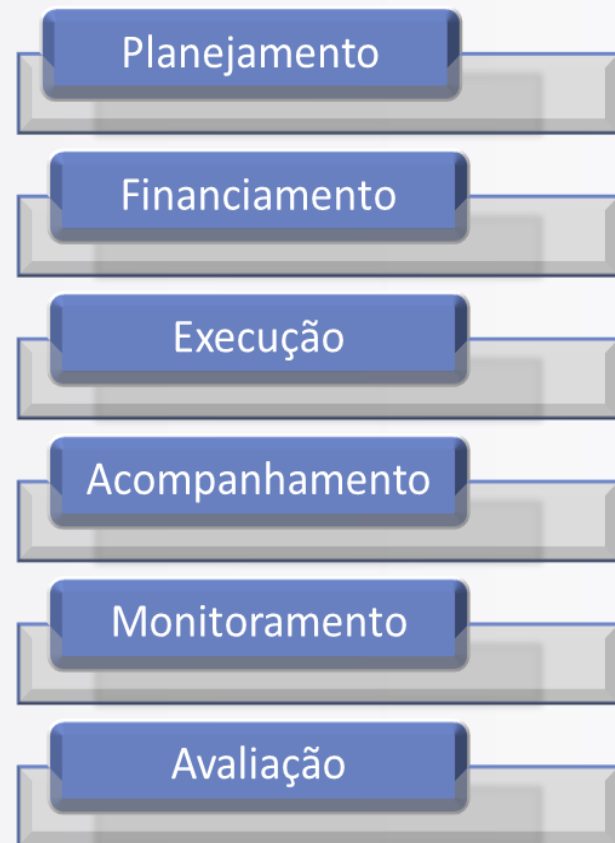 Planejamento
Financiamento
Execução
Acompanhamento
Monitoramento
Avaliação